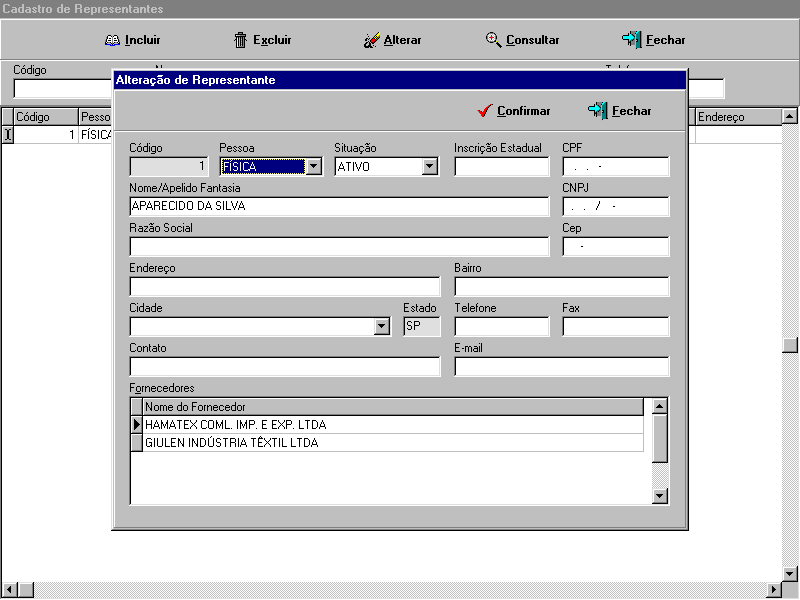 Cadastro de Representantes
Incluir Excluir Alterar Consultar Fechar
Código
Código Pesso Endereço
1 FÍSICA
Alteração de Representante
Confirmar Fechar
Código Pessoa Situação Inscrição Estadual CPF
1 FÍSICA ATIVO . . -
Nome/Apelido Fantasia CNPJ
APARECIDO DA SILVA . . / -
Razão Social Cep
-
Endereço Bairro
Cidade Estado Telefone Fax
SP
Contato E-mail
Fornecedores
Nome do Fornecedor
HAMATEX COML. IMP. E EXP. LTDA
GIULEN INDÚSTRIA TÊXTIL LTDA